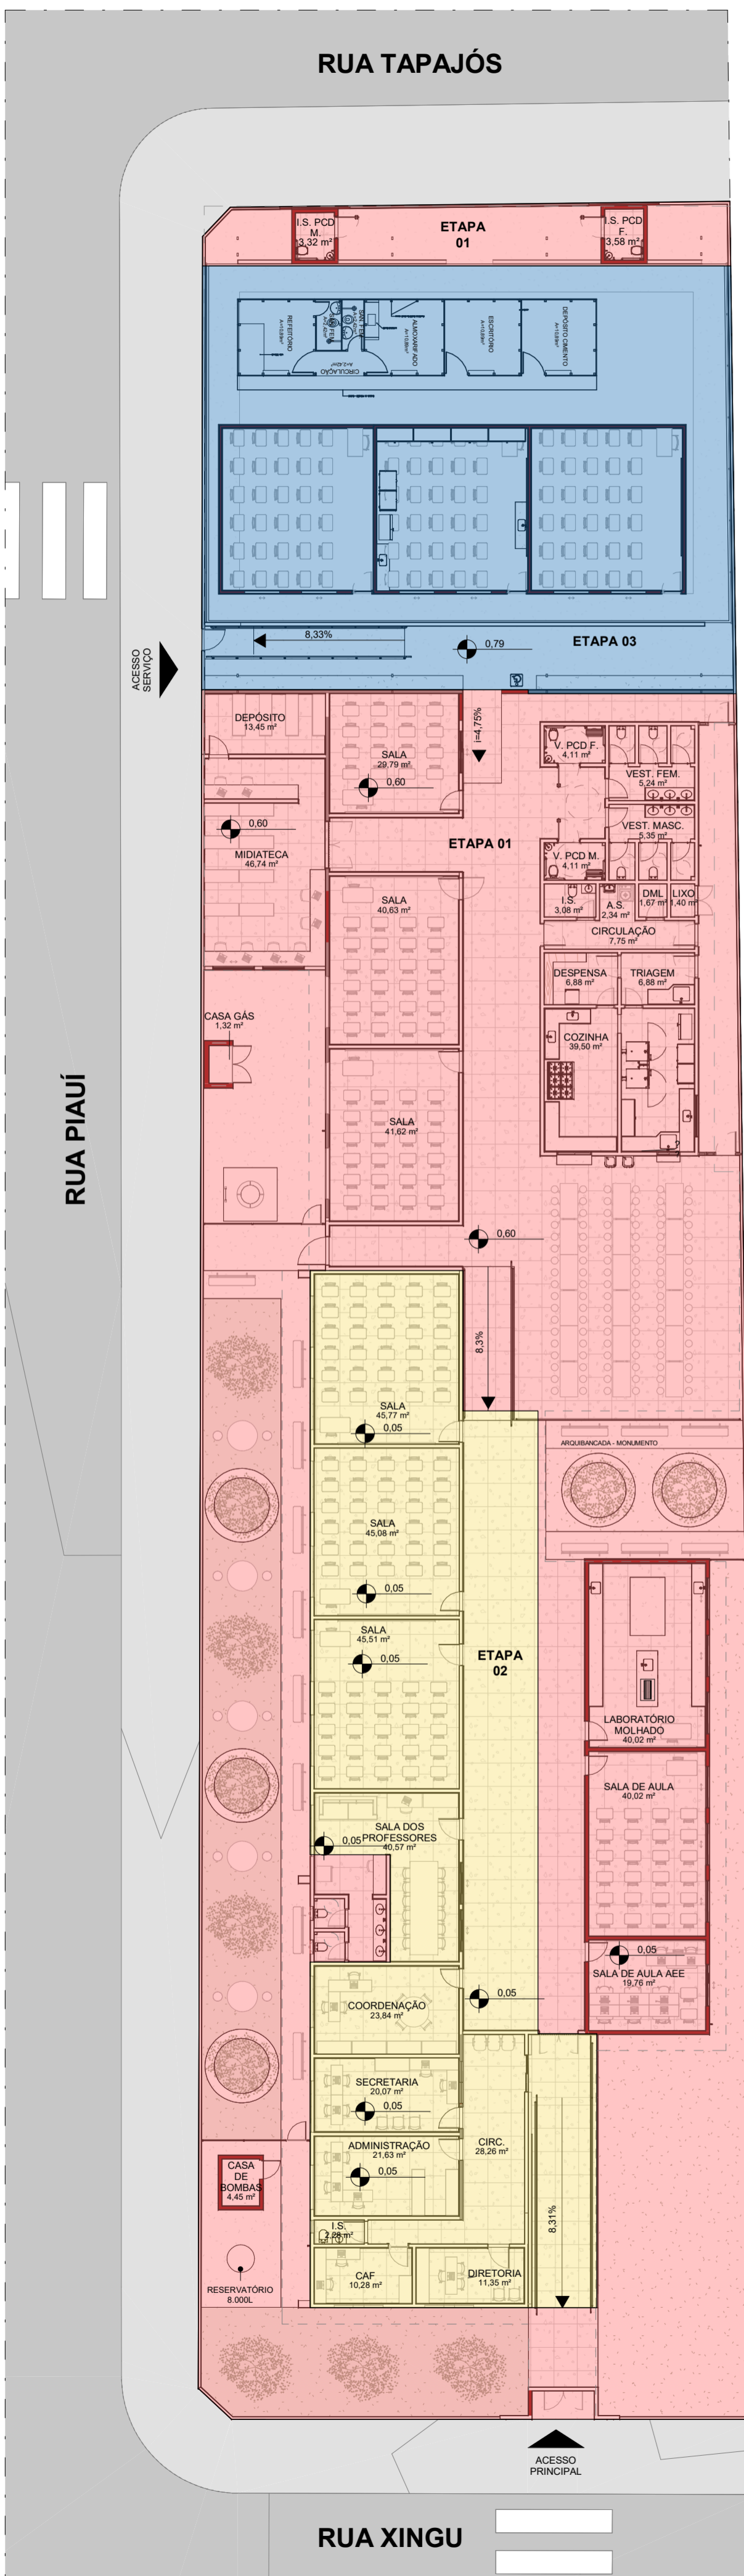 RUA TAPAJÓS
I.S. PCD
M.
3,32 m²
ETAPA
01
I.S. PCD
F.
3,58 m²
REFEITÓRIO
SAN FEM
ALMOXARIFADO
ESCRITÓRIO
DEPÓSITO CIMENTO
CIRCULAÇÃO
8,33%
0,79
ETAPA 03
ACESSO
SERVIÇO
DEPÓSITO
13,45 m²
SALA
29,79 m²
0,60
i=4,75%
V. PCD F.
4,11 m²
VEST. FEM.
5,24 m²
0,60
MIDIATECA
46,74 m²
ETAPA 01
VEST. MASC.
5,35 m²
V. PCD M.
4,11 m²
SALA
40,63 m²
I.S.
3,08 m²
A.S.
2,34 m²
DML
1,67 m²
LIXO
1,40 m²
CIRCULAÇÃO
7,75 m²
DESPENSA
6,88 m²
TRIAGEM
6,88 m²
CASA GÁS
1,32 m²
COZINHA
39,50 m²
SALA
41,62 m²
RUA PIAUÍ
0,60
8,3%
SALA
45,77 m²
0,05
ARQUIBANCADA - MONUMENTO
SALA
45,08 m²
0,05
SALA
45,51 m²
0,05
ETAPA
02
LABORATÓRIO
MOLHADO
40,02 m²
SALA DE AULA
40,02 m²
SALA DOS
PROFESSORES
40,57 m²
0,05
0,05
SALA DE AULA AEE
19,76 m²
COORDENAÇÃO
23,84 m²
0,05
SECRETARIA
20,07 m²
0,05
ADMINISTRAÇÃO
21,63 m²
0,05
CIRC.
28,26 m²
CASA
DE
BOMBAS
4,45 m²
8,31%
I.S.
2,28 m²
CAF
10,28 m²
DIRETORIA
11,35 m²
RESERVATÓRIO
8.000L
ACESSO
PRINCIPAL
RUA XINGU